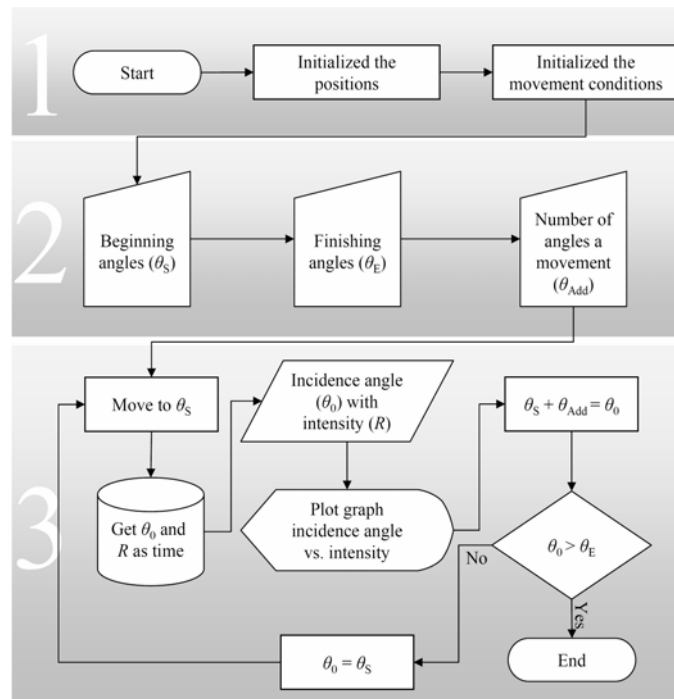 1
Start
Initialized the
positions
Initialized the
movement conditions
2
Beginning
angles (θS)
Finishing
angles (θE)
Number of
angles a
movement
(θAdd)
3
Move to θS
Get θ0 and
R as time
Incidence angle
(θ0) with
intensity (R)
Plot graph
incidence angle
vs. intensity
θS + θAdd = θ0
θ0 > θE
No
Yes
θ0 = θS
End